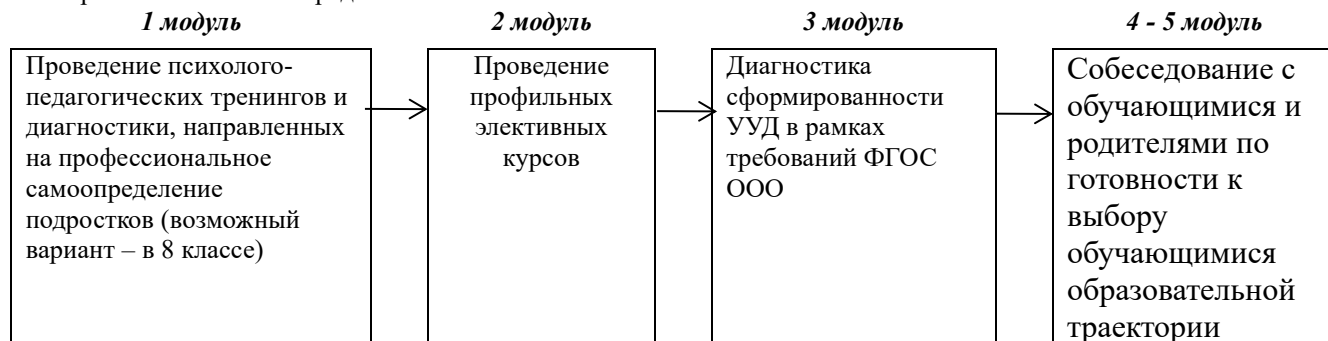 1 модуль
2 модуль
3 модуль
4 - 5 модуль
Проведение психолого-
педагогических тренингов и
диагностики, направленных
на профессиональное
самоопределение
подростков (возможный
вариант – в 8 классе)
Проведение
профильных
элективных
курсов
Диагностика
сформированности
УУД в рамках
требований ФГОС
ООО
Собеседование с
обучающимися и
родителями по
готовности к
выбору
обучающимися
образовательной
траектории